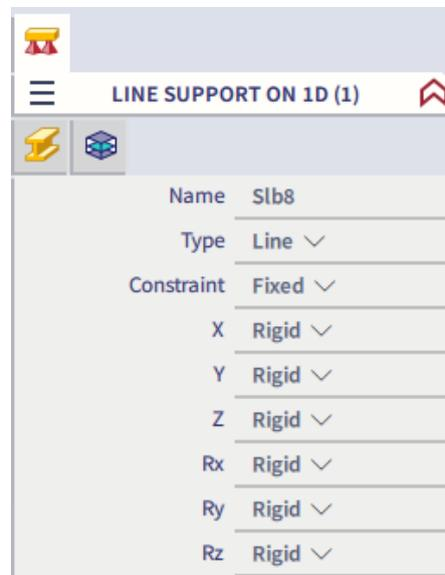 LINE SUPPORT ON 1D (1)
Name Slb8
Type Line
Constraint Fixed
X Rigid
Y Rigid
Z Rigid
Rx Rigid
Ry Rigid
Rz Rigid